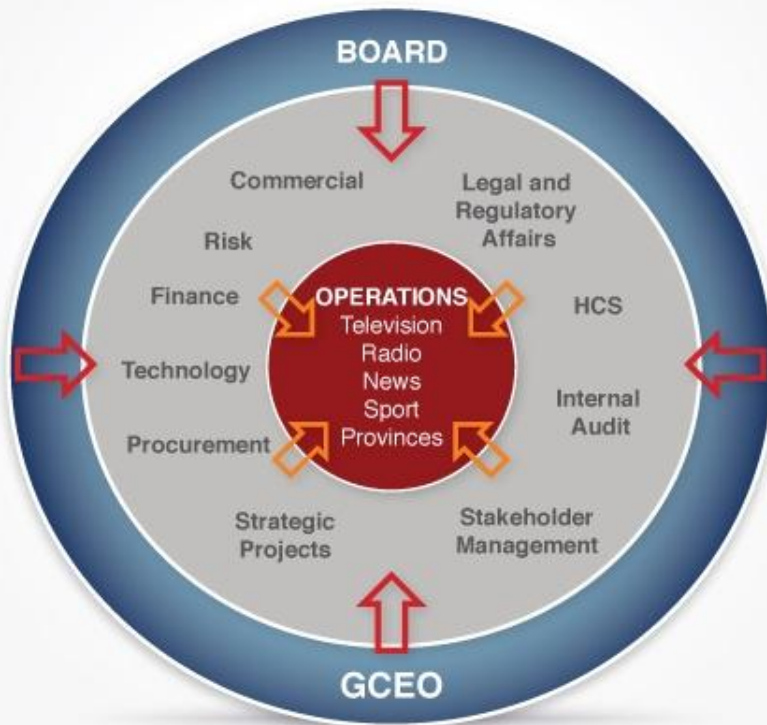 BOARD
Commercial
Legal and
Regulatory
Affairs
Risk
Finance
OPERATIONS
Television
Radio
News
Sport
Provinces
HCS
Technology
Internal
Audit
Procurement
Strategic
Projects
Stakeholder
Management
GCEO